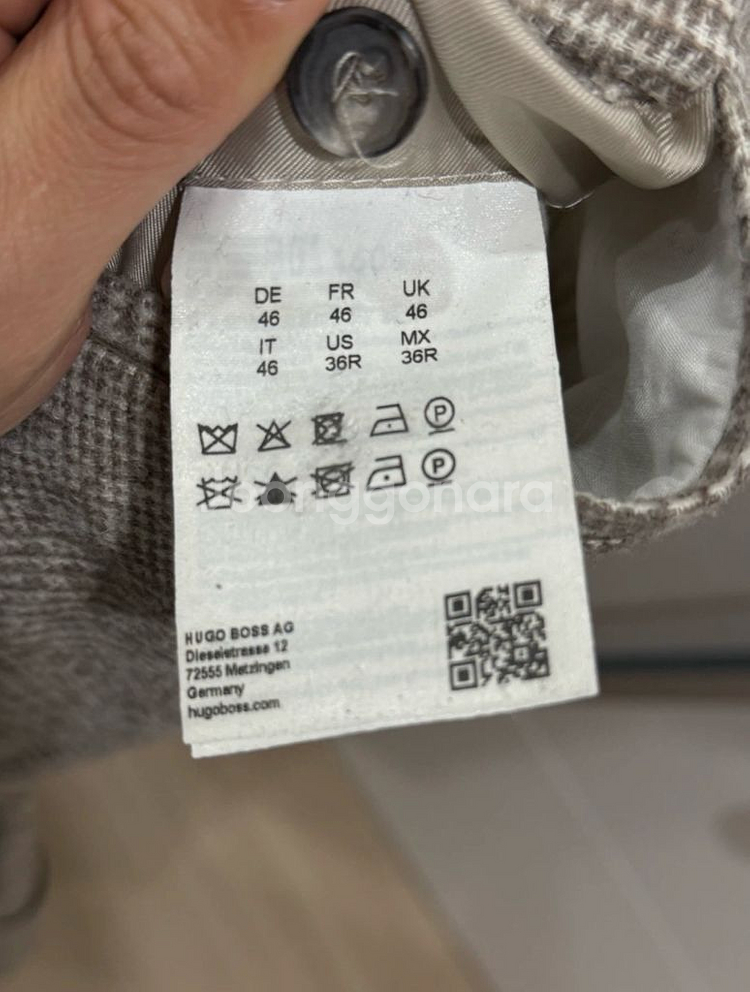 DE FR UK
46 46 46
IT US MX
46 36R 36R
P
P
songgonara
HUGO BOSS AG
Dieselstrasse 12
72555 Metzingen
Germany
hugoboss.com